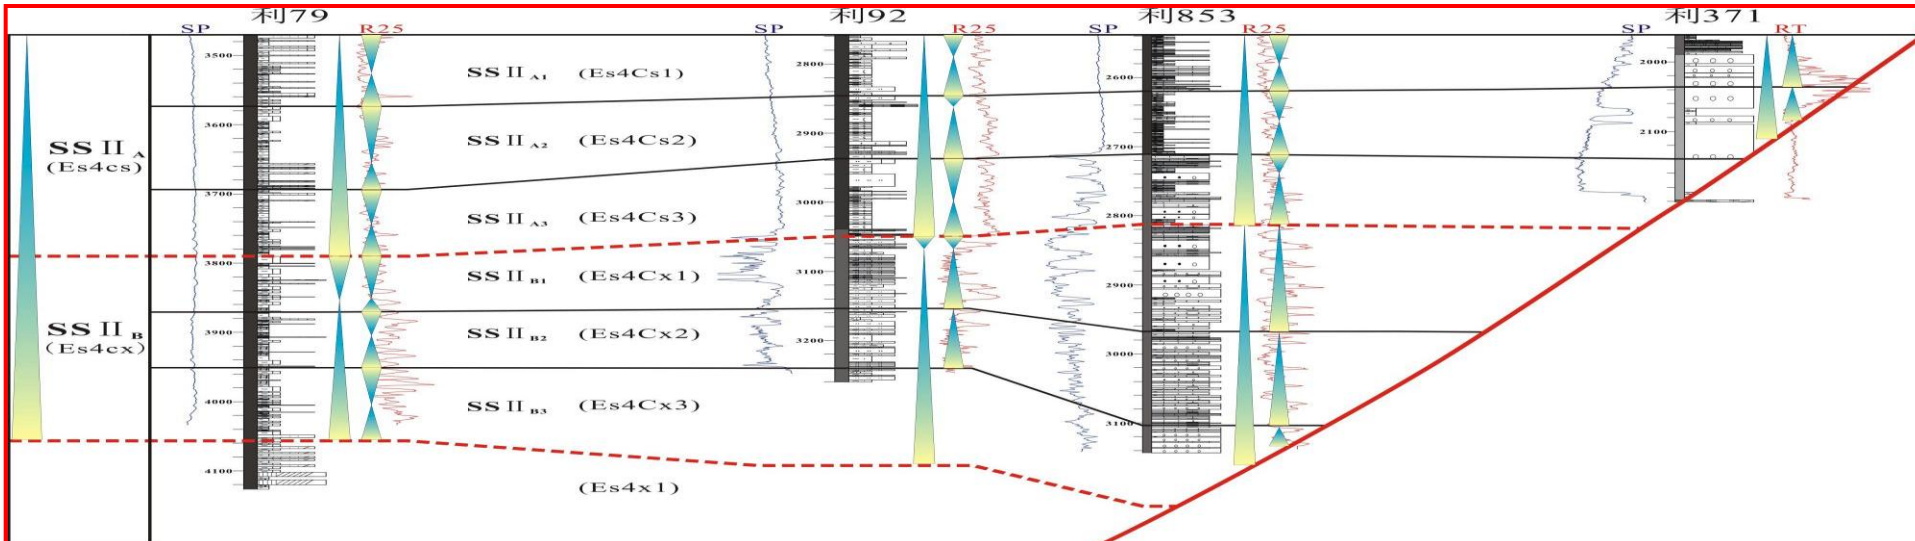 利79 利92 利853 利371
SP R25 SP R25 SP R25 SP RT
3500
3600
3700
3800
3900
4000
4100
2800
2900
3000
3100
3200
2600
2700
2800
2900
3000
3100
2000
2100
SS II A
(Es4cs)
SS II B
(Es4cx)
SS II A1 (Es4Cs1)
SS II A2 (Es4Cs2)
SS II A3 (Es4Cs3)
SS II B1 (Es4Cx1)
SS II B2 (Es4Cx2)
SS II B3 (Es4Cx3)
(Es4x1)